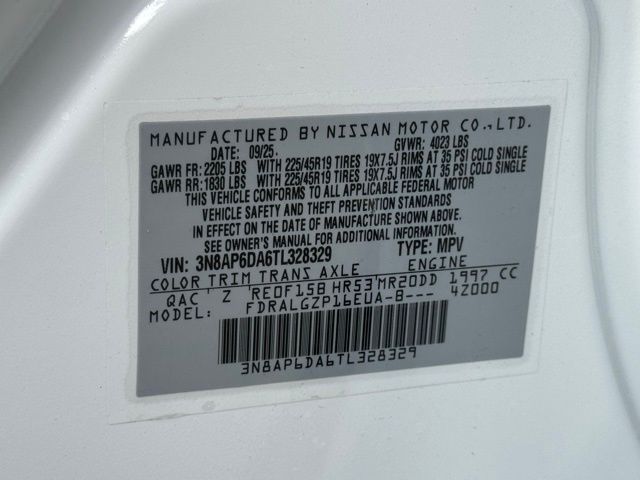 MANUFACTURED BY NISSAN MOTOR CO.,LTD.
DATE: 09/25. GVWR: 4023 LBS
GAWR FR: 2205 LBS WITH 225/45R19 TIRES 19X7.5J RIMS AT 35 PSI COLD SINGLE
GAWR RR: 1830 LBS WITH 225/45R19 TIRES 19X7.5J RIMS AT 35 PSI COLD SINGLE
THIS VEHICLE CONFORMS TO ALL APPLICABLE FEDERAL MOTOR
VEHICLE SAFETY AND THEFT PREVENTION STANDARDS
IN EFFECT ON THE DATE OF MANUFACTURE SHOWN ABOVE.
SEE OWNER'S MANUAL FOR ADDITIONAL INFORMATION.
VIN: 3N8AP6DA6TL328329 TYPE: MPV
COLOR TRIM TRANS AXLE ENGINE
QAC Z RE0F15B HR53 MR20DD 1997 CC
MODEL: FDRALGZP16EUA-B--- 4Z000
3N8AP6DA6TL328329